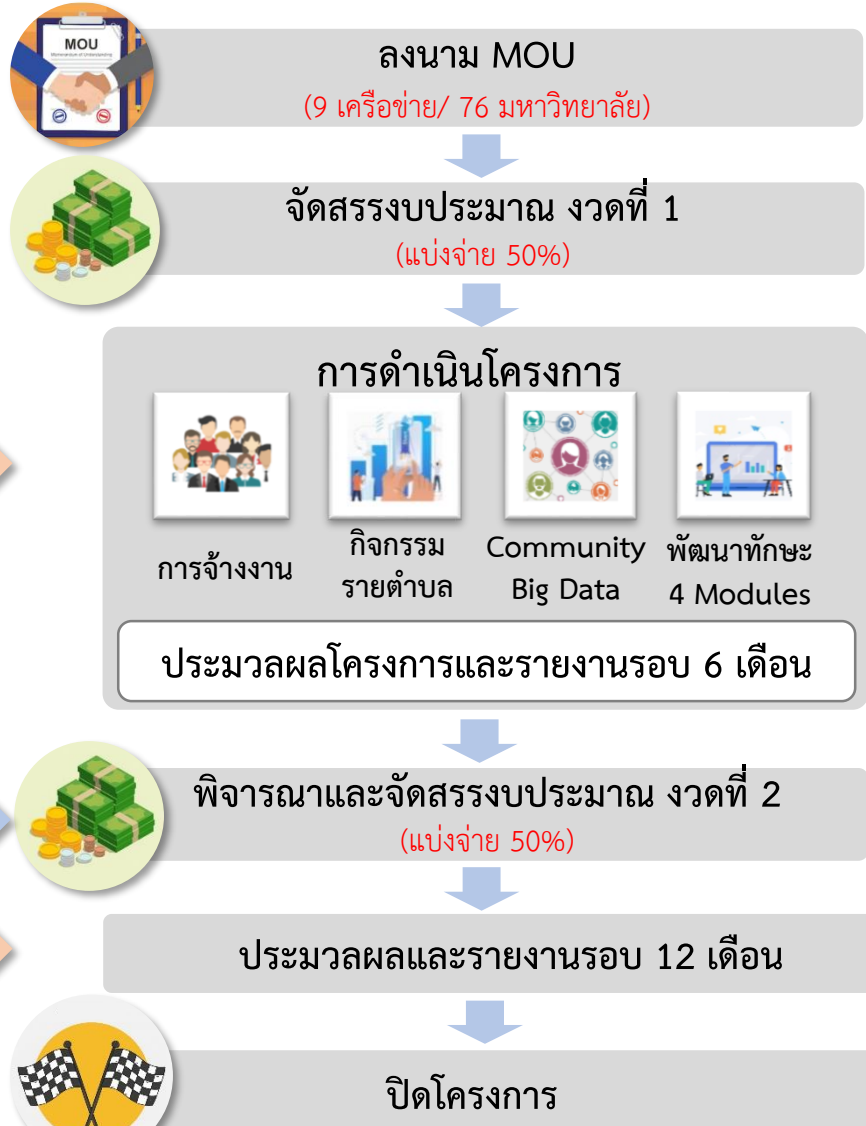 MOU
Memorandum of Understanding
ลงนาม MOU
(9 เครือข่าย/ 76 มหาวิทยาลัย)
จัดสรรงบประมาณ งวดที่ 1
(แบ่งจ่าย 50%)
การดำเนินโครงการ
การจ้างงาน
กิจกรรม
รายตำบล
Community
Big Data
พัฒนาทักษะ
4 Modules
ประมวลผลโครงการและรายงานรอบ 6 เดือน
พิจารณาและจัดสรรงบประมาณ งวดที่ 2
(แบ่งจ่าย 50%)
ประมวลผลและรายงานรอบ 12 เดือน
ปิดโครงการ